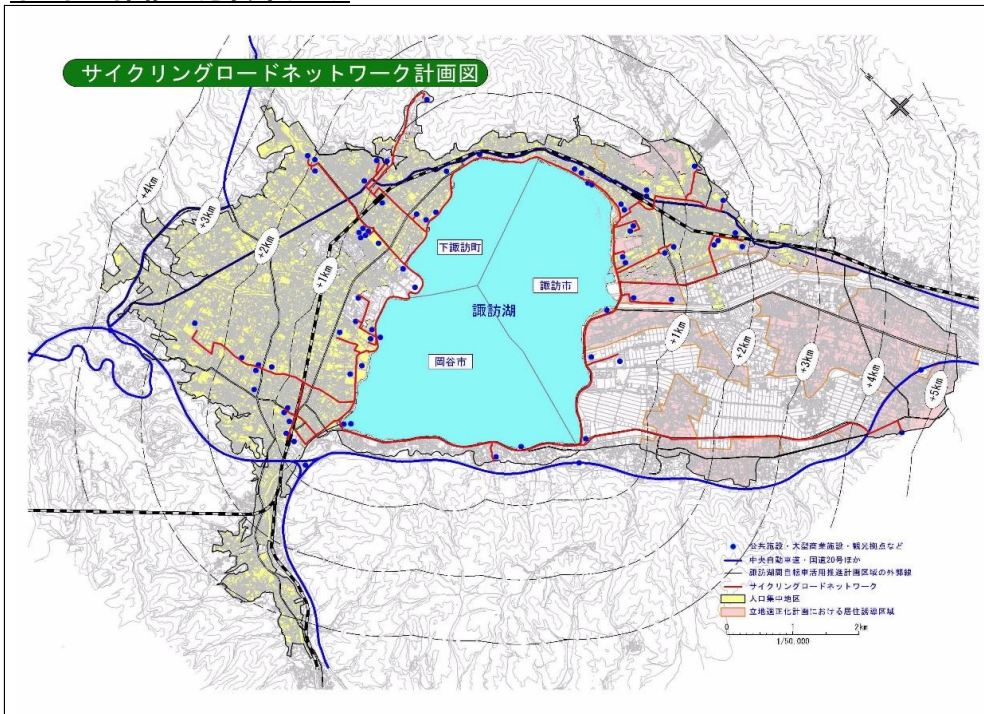 サイクリングロードネットワーク計画図
N
+4km
+3km
+2km
+1km
下諏訪町
諏訪市
諏訪湖
岡谷市
+1km
+2km
+3km
+4km
+5km
公共施設・大型商業施設・観光拠点など
中央自動車道・国道20号ほか
諏訪湖周自転車活用推進計画区域の外郭線
サイクリングロードネットワーク
人口集中地区
立地適正化計画における居住誘導区域
0 1 2km
1/50,000